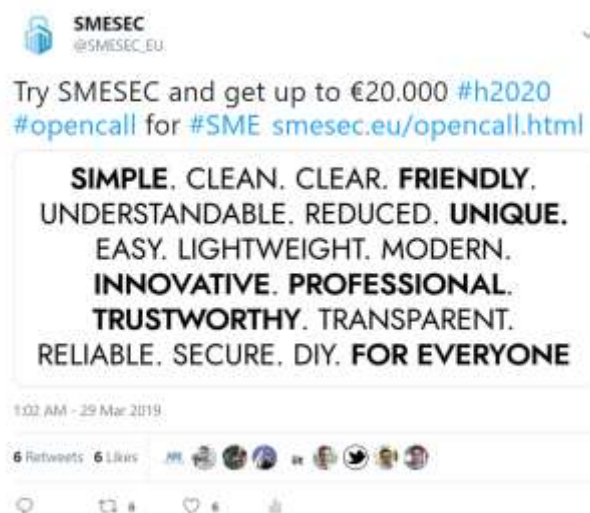 SMESEC
@SMESEC_EU
Try SMESEC and get up to €20.000 #h2020
#opencall for #SME smesec.eu/opencall.html
SIMPLE. CLEAN. CLEAR. FRIENDLY.
UNDERSTANDABLE. REDUCED. UNIQUE.
EASY. LIGHTWEIGHT. MODERN.
INNOVATIVE. PROFESSIONAL.
TRUSTWORTHY. TRANSPARENT.
RELIABLE. SECURE. DIY. FOR EVERYONE
1:02 AM - 29 Mar 2019
6 Retweets 6 Likes
6 6